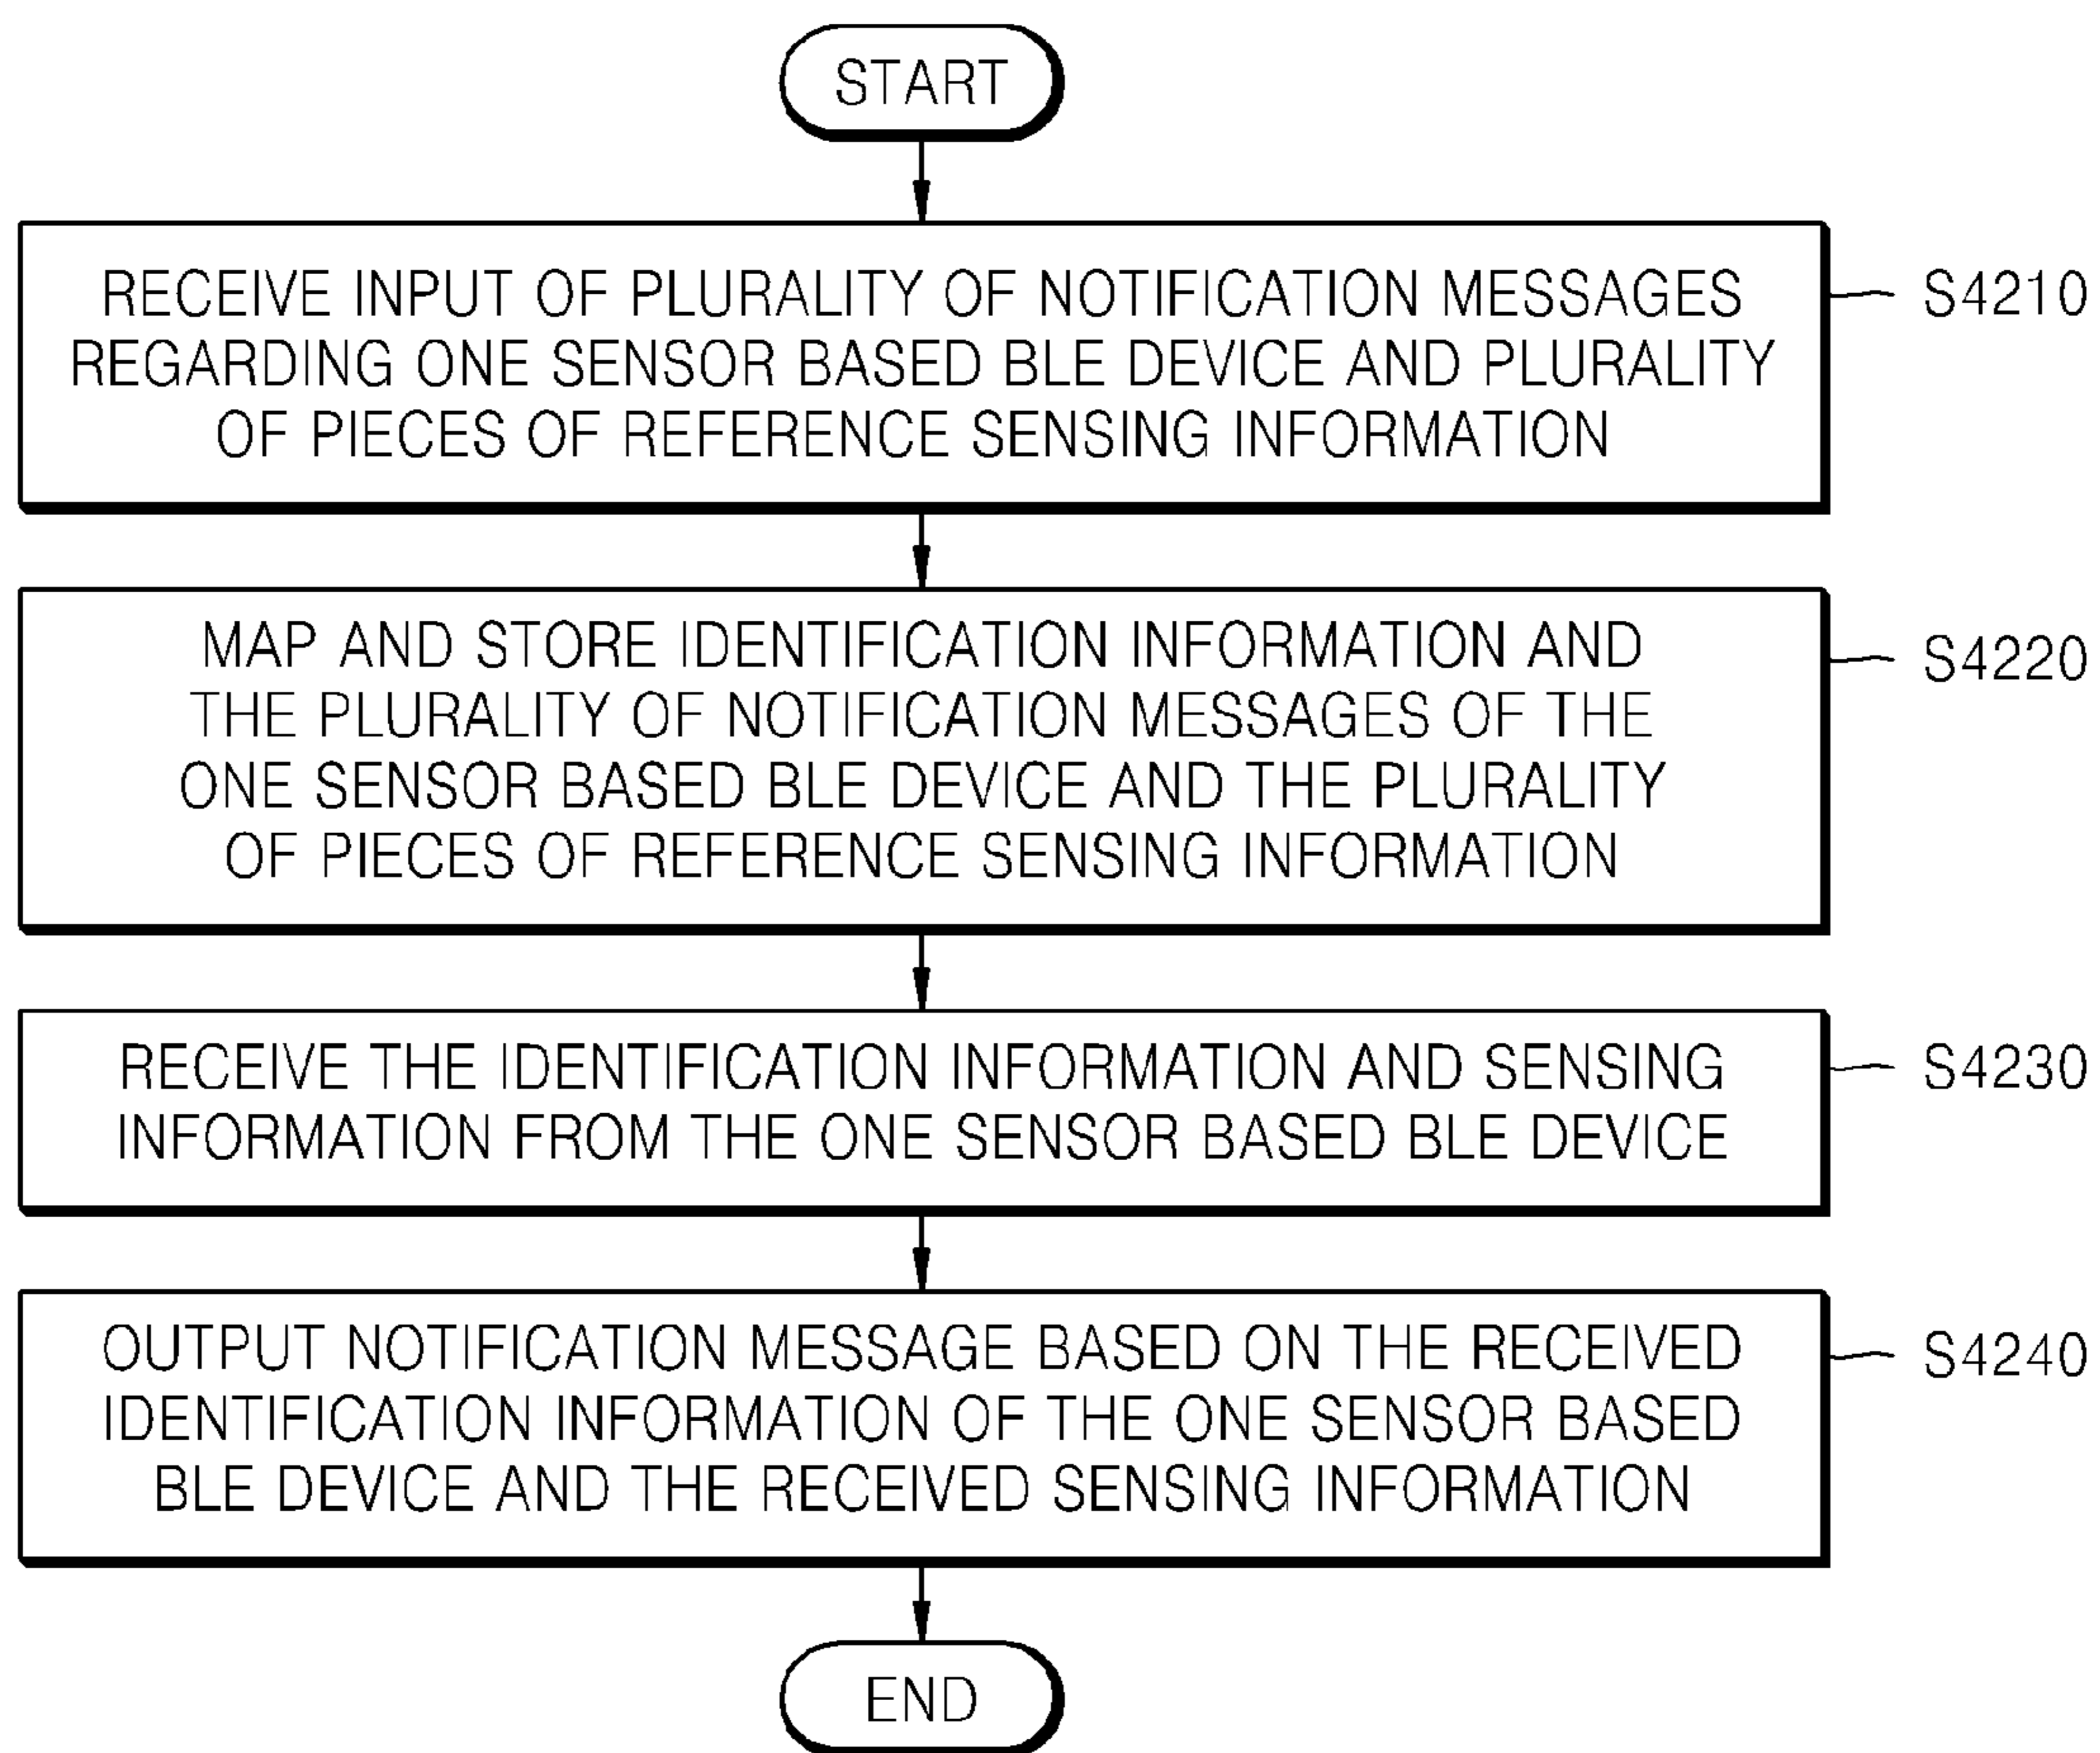 START
RECEIVE INPUT OF PLURALITY OF NOTIFICATION MESSAGES
REGARDING ONE SENSOR BASED BLE DEVICE AND PLURALITY
OF PIECES OF REFERENCE SENSING INFORMATION
S4210
MAP AND STORE IDENTIFICATION INFORMATION AND
THE PLURALITY OF NOTIFICATION MESSAGES OF THE
ONE SENSOR BASED BLE DEVICE AND THE PLURALITY
OF PIECES OF REFERENCE SENSING INFORMATION
S4220
RECEIVE THE IDENTIFICATION INFORMATION AND SENSING
INFORMATION FROM THE ONE SENSOR BASED BLE DEVICE
S4230
OUTPUT NOTIFICATION MESSAGE BASED ON THE RECEIVED
IDENTIFICATION INFORMATION OF THE ONE SENSOR BASED
BLE DEVICE AND THE RECEIVED SENSING INFORMATION
S4240
END